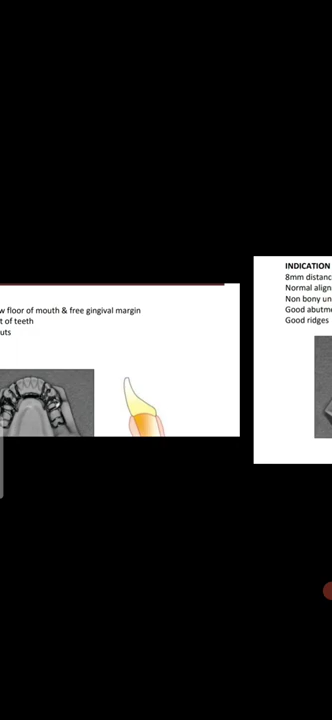 w floor of mouth & free gingival margin
t of teeth
uts
INDICATION
8mm distanc
Normal align
Non bony un
Good abutme
Good ridges